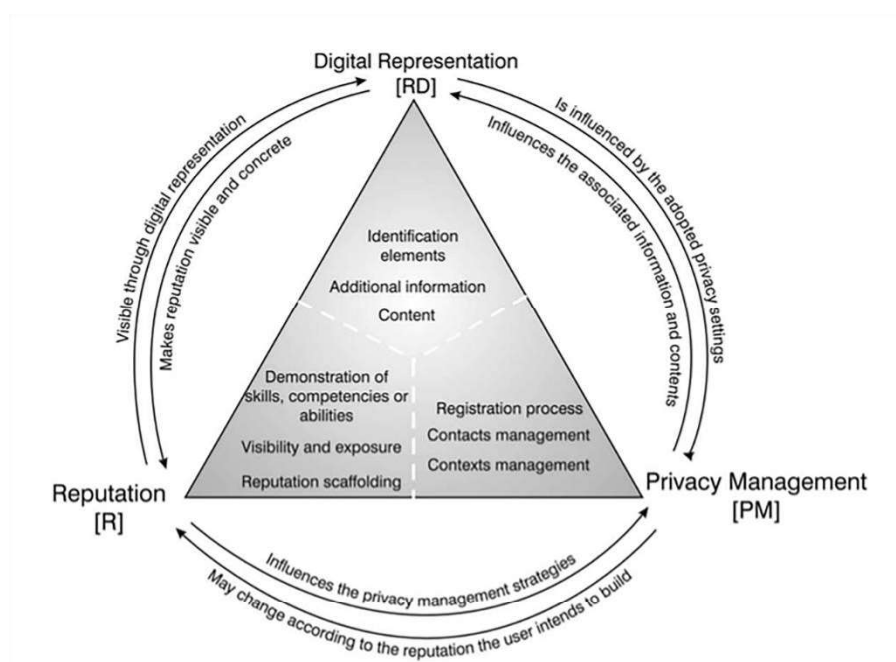 Digital Representation
[RD]
Visible through digital representation
Makes reputation visible and concrete
Is influenced by the adopted privacy settings
Influences the associated information and contents
Identification
elements
Additional information
Content
Demonstration of
skills, competencies or
abilities
Visibility and exposure
Reputation scaffolding
Registration process
Contacts management
Contexts management
Reputation
[R]
Privacy Management
[PM]
Influences the privacy management strategies
May change according to the reputation the user intends to build